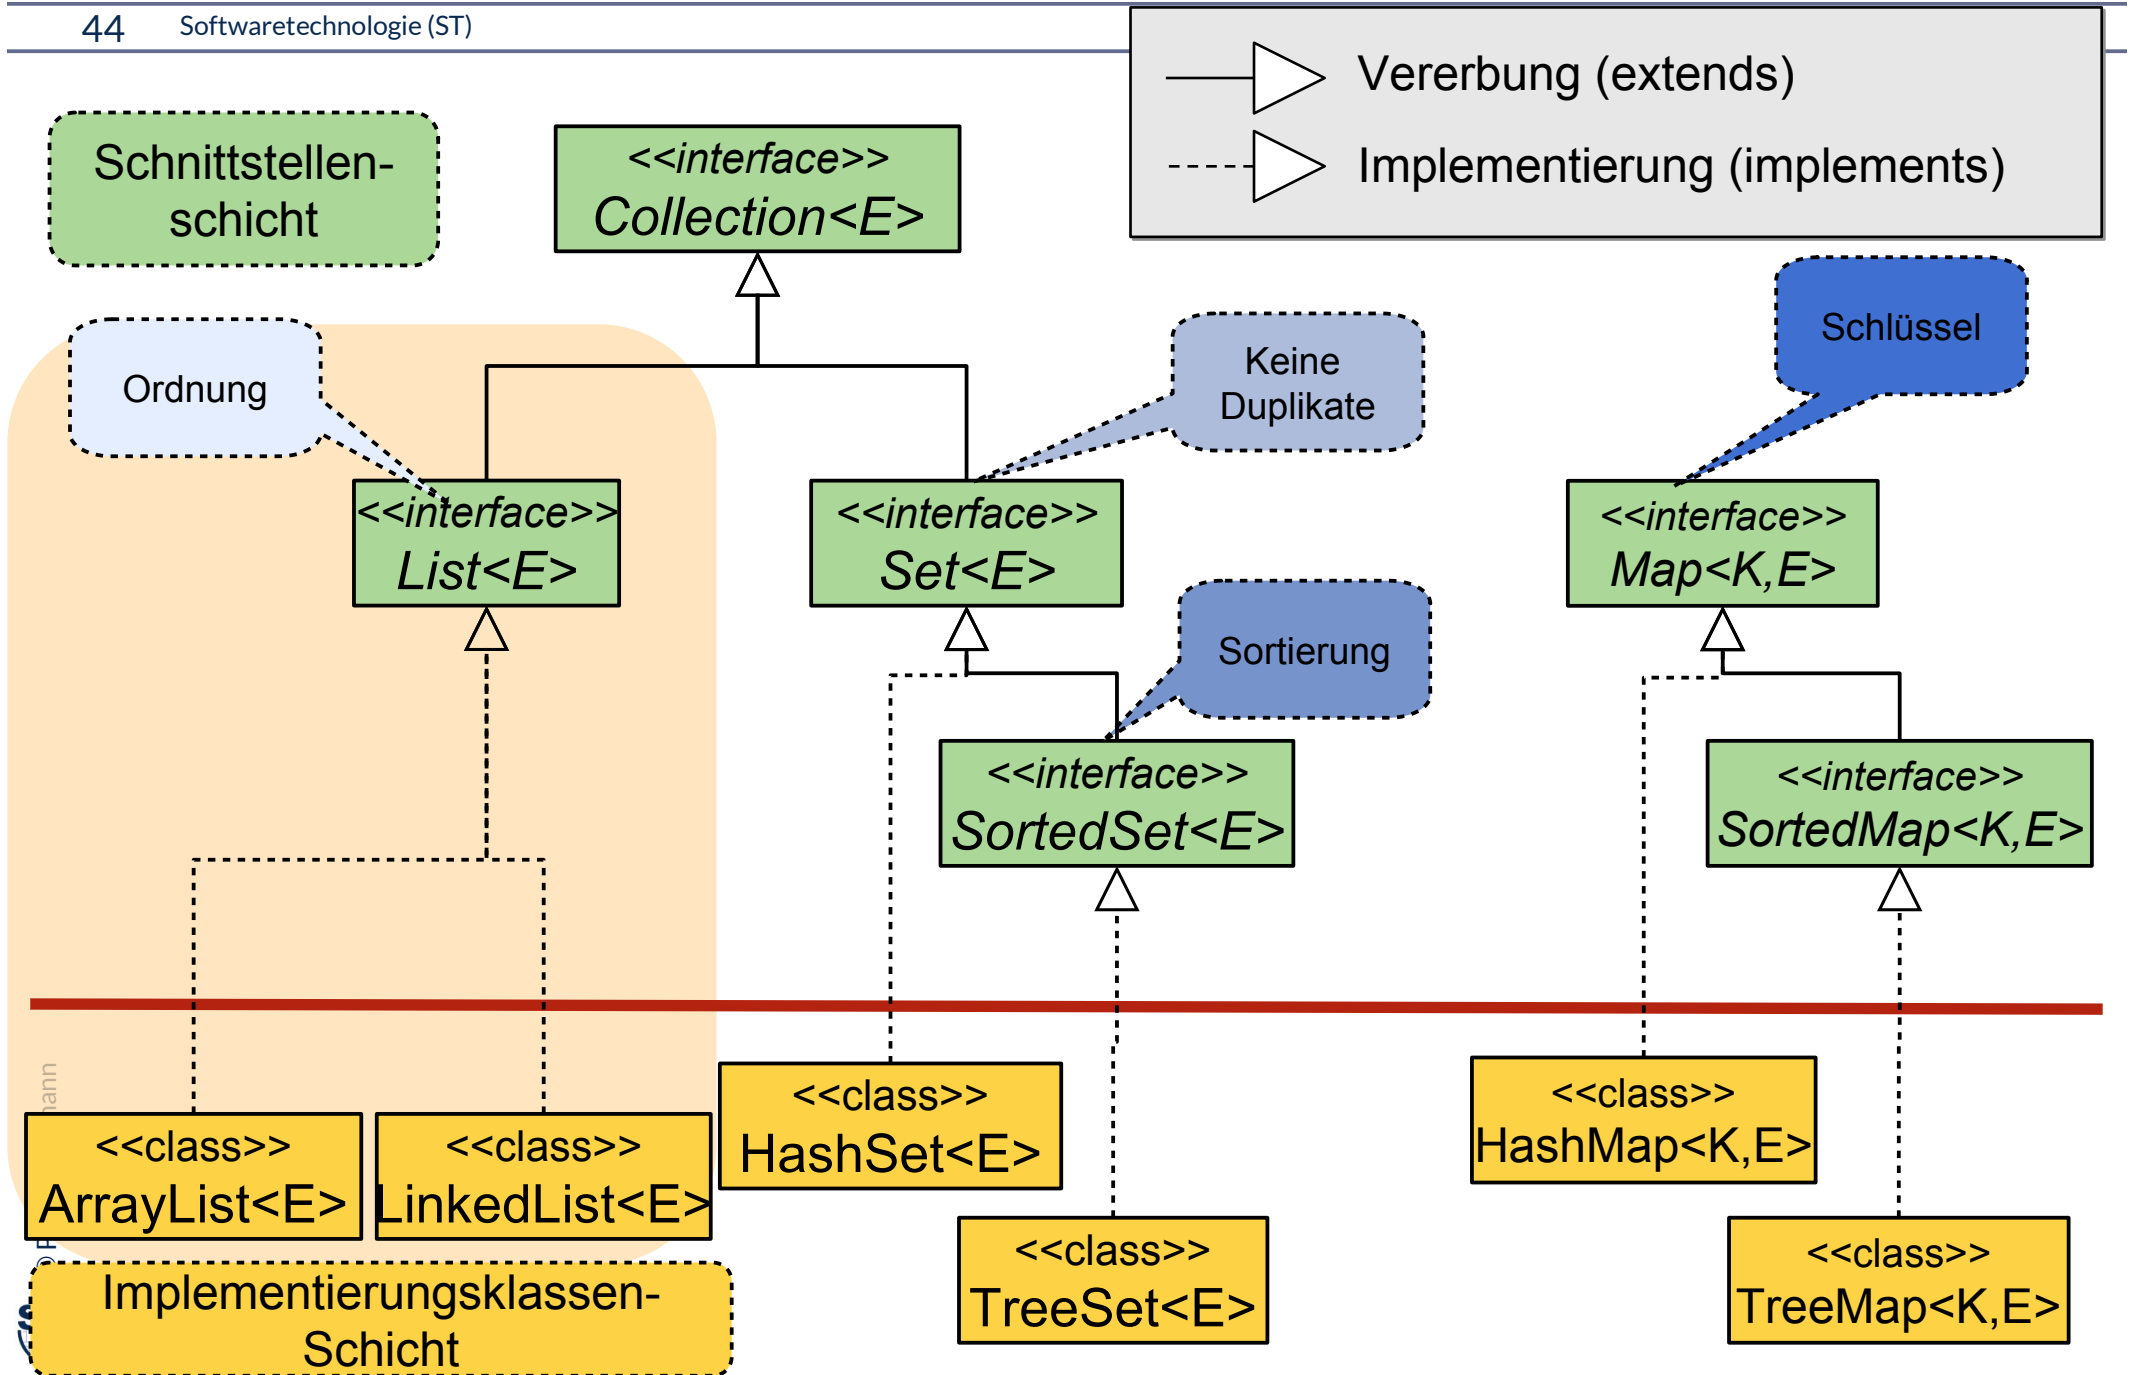 44 Softwaretechnologie (ST)
Vererbung (extends)
Implementierung (implements)
Schnittstellen-
schicht
<<interface>>
Collection<E>
Ordnung
Keine
Duplikate
Schlüssel
<<interface>>
List<E>
<<interface>>
Set<E>
<<interface>>
Map<K,E>
Sortierung
<<interface>>
SortedSet<E>
<<interface>>
SortedMap<K,E>
<<class>>
ArrayList<E>
<<class>>
LinkedList<E>
<<class>>
HashSet<E>
<<class>>
HashMap<K,E>
<<class>>
TreeSet<E>
<<class>>
TreeMap<K,E>
Implementierungsklassen-
Schicht